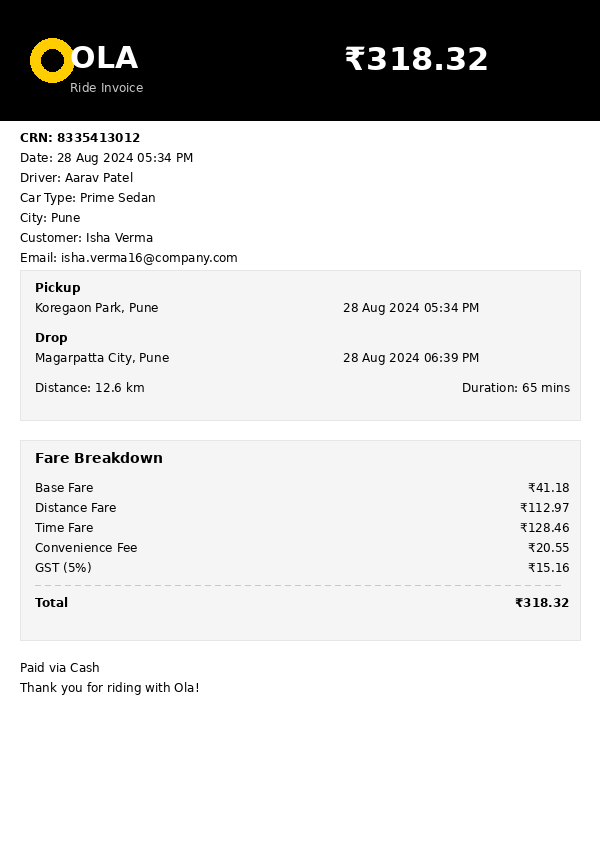 OLA
₹318.32
Ride Invoice
CRN: 8335413012
Date: 28 Aug 2024 05:34 PM
Driver: Aarav Patel
Car Type: Prime Sedan
City: Pune
Customer: Isha Verma
Email: isha.verma16@company.com
Pickup
Koregaon Park, Pune 28 Aug 2024 05:34 PM
Drop
Magarpatta City, Pune 28 Aug 2024 06:39 PM
Distance: 12.6 km Duration: 65 mins
Fare Breakdown
Base Fare ₹41.18
Distance Fare ₹112.97
Time Fare ₹128.46
Convenience Fee ₹20.55
GST (5%) ₹15.16
Total ₹318.32
Paid via Cash
Thank you for riding with Ola!